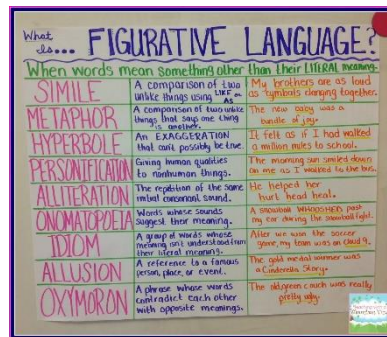 What
Is... FIGURATIVE LANGUAGE?
When words mean something other than their LITERAL meaning.
SIMILE
A comparison of two
unlike things using LIKE or
AS
My brothers are as loud
as cymbals clanging together.
METAPHOR
A comparison of two unlike
things that says one thing
is another.
The new baby was a
bundle of joy.
HYPERBOLE
An EXAGGERATION
that can't possibly be true.
It felt as if I had walked
a million miles to school.
PERSONIFICATION
Giving human qualities
to nonhuman things.
The morning sun smiled down
on me as I walked to the bus.
ALLITERATION
The repition of the same
initial consonant sound.
He helped her
hurt head heal.
ONOMATOPOEIA
Words whose sounds
suggest their meaning.
A snowball WHOOSHED past
my ear during the snowball fight.
IDIOM
A group of words whose
meaning isn't understood from
their literal meaning.
After we won the soccer
game, my team was on cloud 9.
ALLUSION
A reference to a famous
person, place, or event.
The gold medal winner was
a Cinderella Story.
OXYMORON
A phrase whose words
contradict each other
with opposite meanings.
The old, green couch was really
pretty ugly.